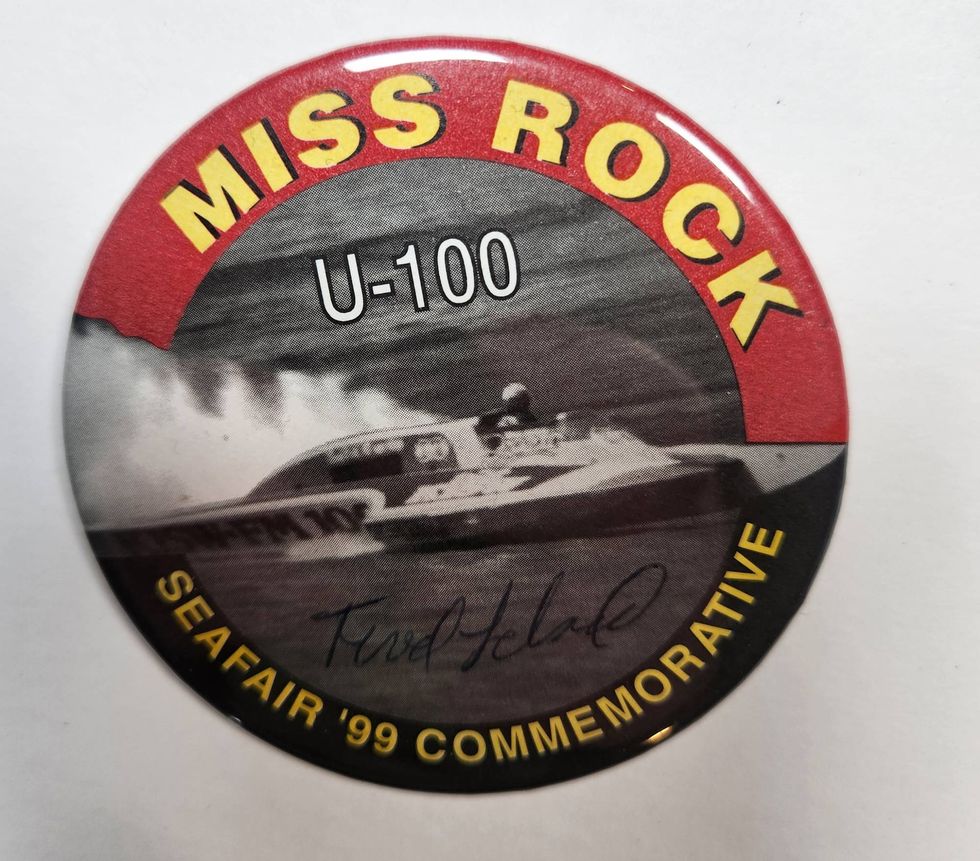 MISS ROCK
U-100
SEAFAIR '99 COMMEMORATIVE